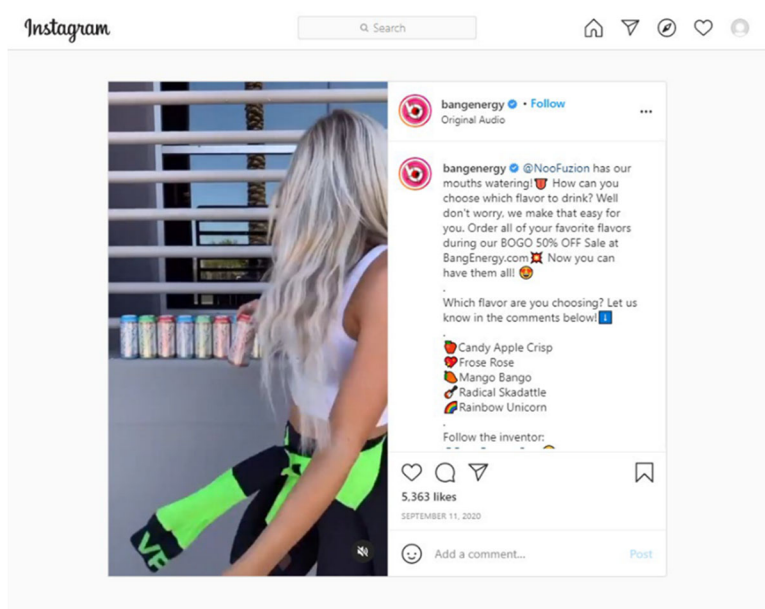 Instagram
Search
bangenergy • Follow
Original Audio
bangenergy @NooFuzion has our
mouths watering! How can you
choose which flavor to drink? Well
don't worry, we make that easy for
you. Order all of your favorite flavors
during our BOGO 50% OFF Sale at
BangEnergy.com Now you can
have them all!
.
Which flavor are you choosing? Let us
know in the comments below!
.
Candy Apple Crisp
Frose Rose
Mango Bango
Radical Skadattle
Rainbow Unicorn
.
Follow the inventor:
5,363 likes
SEPTEMBER 11, 2020
Add a comment...
Post